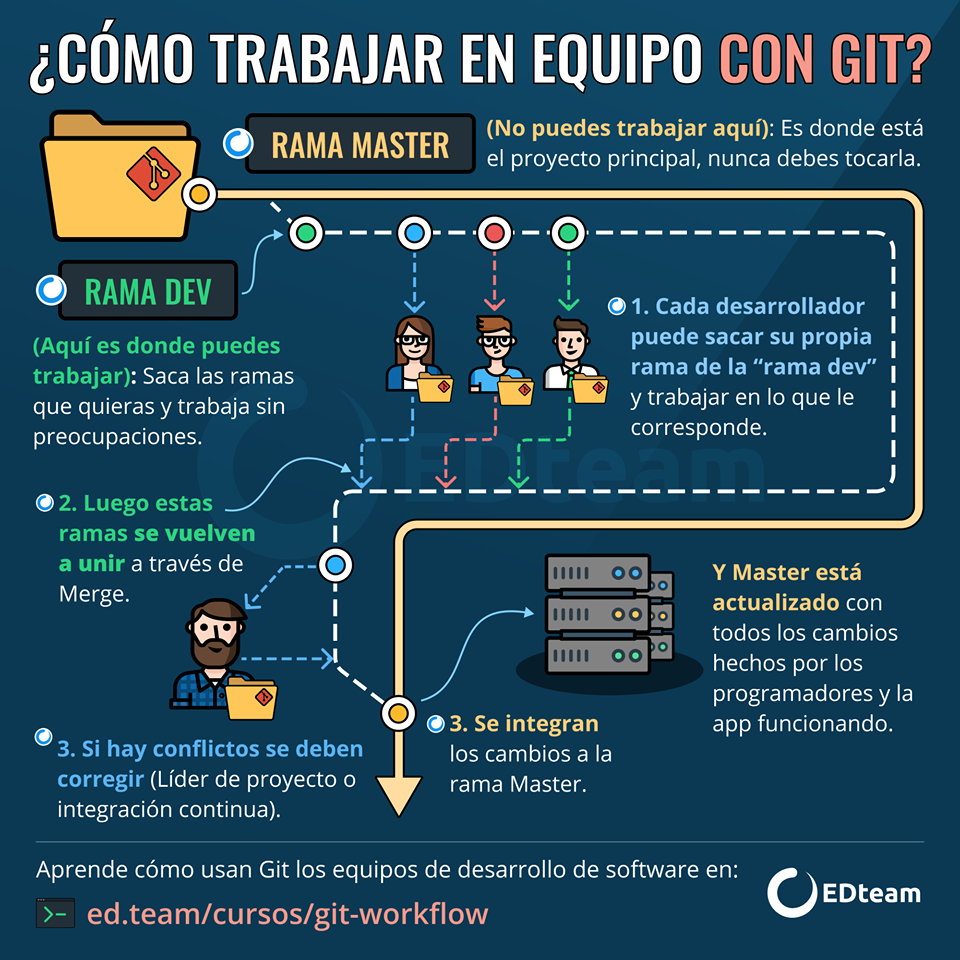 ¿CÓMO TRABAJAR EN EQUIPO CON GIT?
RAMA MASTER
(No puedes trabajar aquí): Es donde está
el proyecto principal, nunca debes tocarla.
RAMA DEV
(Aquí es donde puedes
trabajar): Saca las ramas
que quieras y trabaja sin
preocupaciones.
1. Cada desarrollador
puede sacar su propia
rama de la “rama dev”
y trabajar en lo que le
corresponde.
EDteam
2. Luego estas
ramas se vuelven
a unir a través de
Merge.
Y Master está
actualizado con
todos los cambios
hechos por los
programadores y la
app funcionando.
3. Si hay conflictos se deben
corregir (Líder de proyecto o
integración continua).
3. Se integran
los cambios a la
rama Master.
Aprende cómo usan Git los equipos de desarrollo de software en:
ed.team/cursos/git-workflow
EDteam